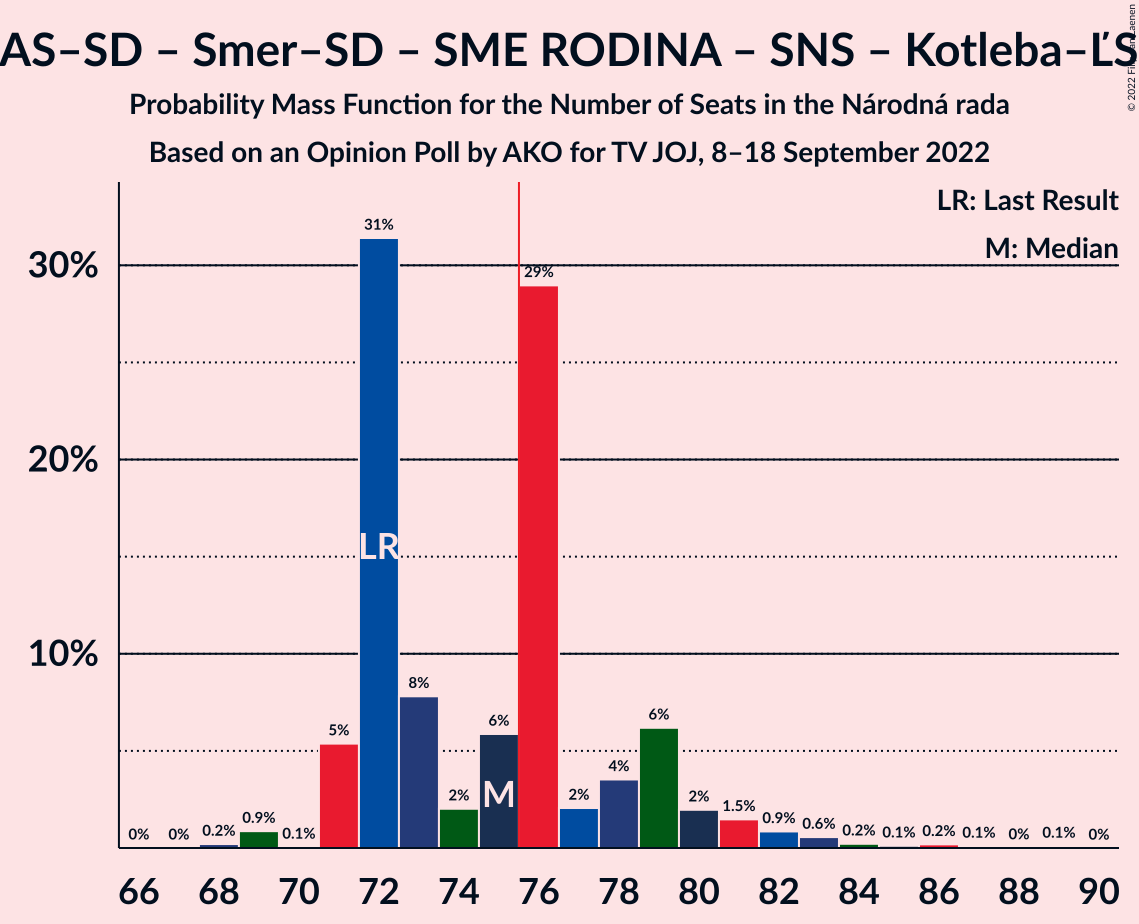 AS–SD – Smer–SD – SME RODINA – SNS – Kotleba–ĽS
Probability Mass Function for the Number of Seats in the Národná rada
Based on an Opinion Poll by AKO for TV JOJ, 8–18 September 2022
© 2022
LR: Last Result
M: Median
30%
20%
10%
0% 0% 0.2% 0.9% 0.1% 5% 31% 8% 2% 6% 29% 2% 4% 6% 2% 1.5% 0.9% 0.6% 0.2% 0.1% 0.2% 0.1% 0% 0.1% 0%
LR
M
66 68 70 72 74 76 78 80 82 84 86 88 90